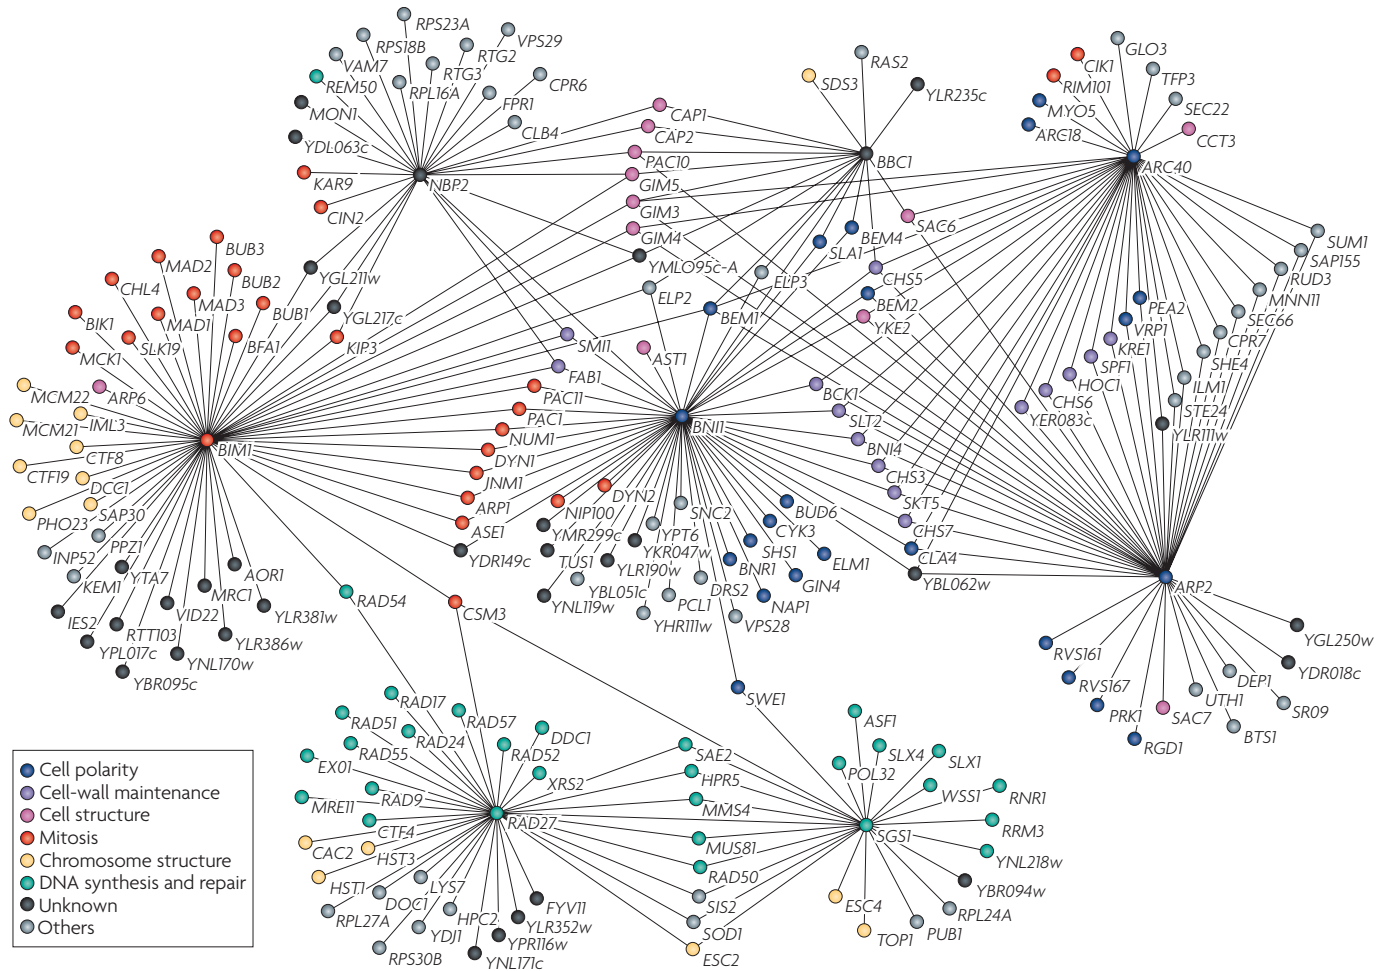 RPS23A
RPS18B
VPS29
RTG2
VAM7
RTG3
REM50
RPL16A
CPR6
MON1
FPR1
CLB4
YDL063c
KAR9
NBP2
CIN2
CAP1
CAP2
PAC10
GIM5
GIM3
GIM4
YML095c-A
SDS3
RAS2
YLR235c
BBC1
GLO3
CIK1
RIM101
TFP3
MYO5
SEC22
ARC18
CCT3
ARC40
SAC6
BEM4
SLA1
SUM1
SAP155
RUD3
MNN11
SEC66
CPR7
SHE4
BUB3
MAD2
BUB2
YGL211w
CHL4
MAD3
BUB1
YGL217c
BIK1
MAD1
SLK19
BFA1
KIP3
MCK1
ELP3
ELP2
CHS5
BEM1
BEM2
YKE2
PEA2
VRP1
KRE1
SPF1
HOC1
CHS6
YER083c
ILM1
STE24
YLR111w
SMI1
FAB1
AST1
MCM22
ARP6
MCM21
IML3
BIM1
CTF8
CTF19
DCC1
PHO23
SAP30
PAC11
PAC1
NUM1
DYN1
JNM1
ARP1
ASE1
YDR149c
BNI1
BCK1
SLT2
BNI4
CHS3
SKT5
CHS7
CLA4
YBL062w
DYN2
NIP100
SNC2
BUD6
YMR299c
YPT6
CYK3
INP52
PPZ1
KEM1
YTA7
AOR1
TUS1
YKR047w
SHS1
ELM1
YLR190w
BNR1
GIN4
YBL051c
DRS2
NAP1
YNL119w
PCL1
YHR111w
VPS28
ARP2
IES2
MRC1
VID22
YLR381w
RAD54
CSM3
RTT103
YPL017c
YLR386w
YNL170w
YBR095c
YGL250w
RVS161
YDR018c
DEP1
RVS167
UTH1
SR09
PRK1
SAC7
BTS1
RGD1
SWE1
RAD17
RAD51
RAD57
RAD24
DDC1
RAD55
RAD52
EX01
XRS2
MRE11
RAD9
CTF4
RAD27
CAC2
HST3
HST1
LYS7
DOC1
RPL27A
HPC2
FYV11
YDJ1
YLR352w
YPR116w
RPS30B
YNL171c
SAE2
HPR5
MMS4
MUS81
RAD50
SIS2
SOD1
ESC2
ASF1
SLX4
SLX1
POL32
WSS1
RNR1
SGS1
RRM3
YNL218w
YBR094w
ESC4
RPL24A
TOP1
PUB1
Cell polarity
Cell-wall maintenance
Cell structure
Mitosis
Chromosome structure
DNA synthesis and repair
Unknown
Others